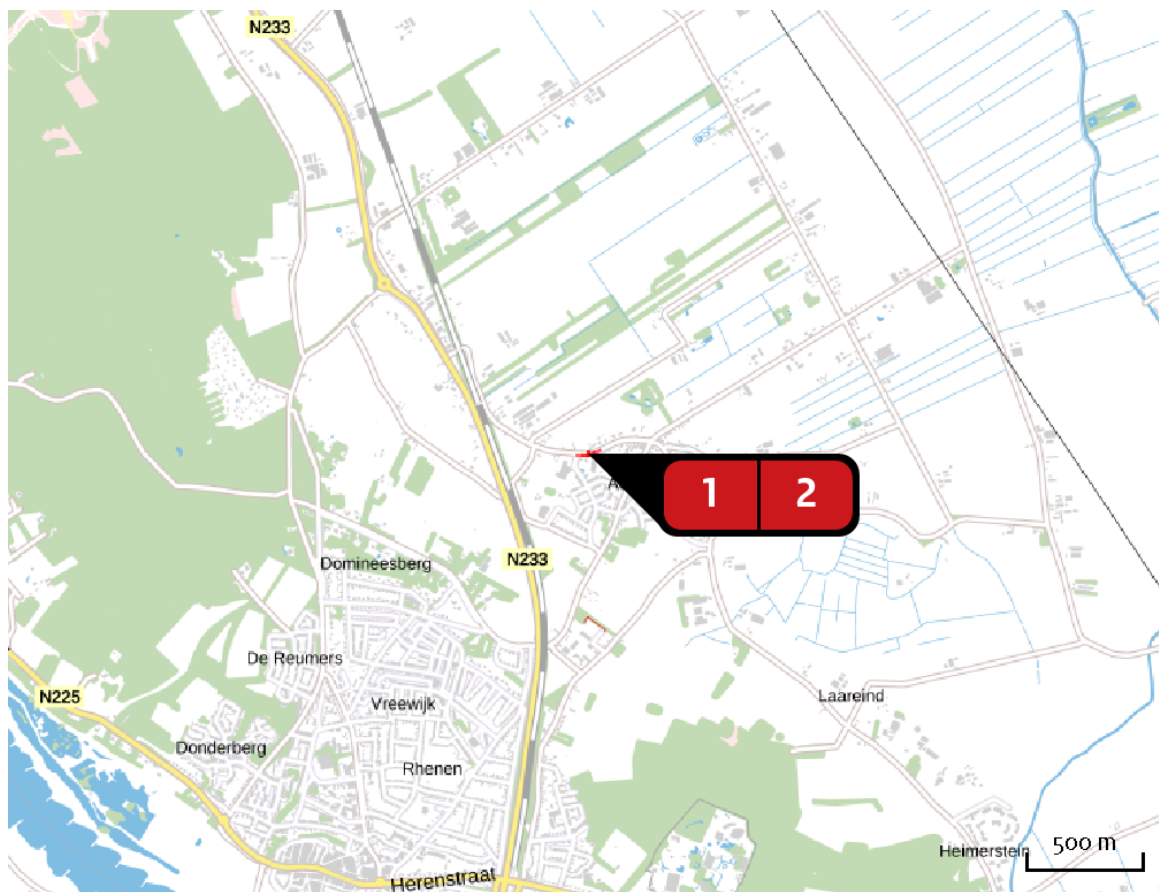 N233
1 2
N233
Domineesberg
De Reumers
N225
Vreewijk
Laareind
Donderberg
Rhenen
500 m
Heimerstein
Herenstraat